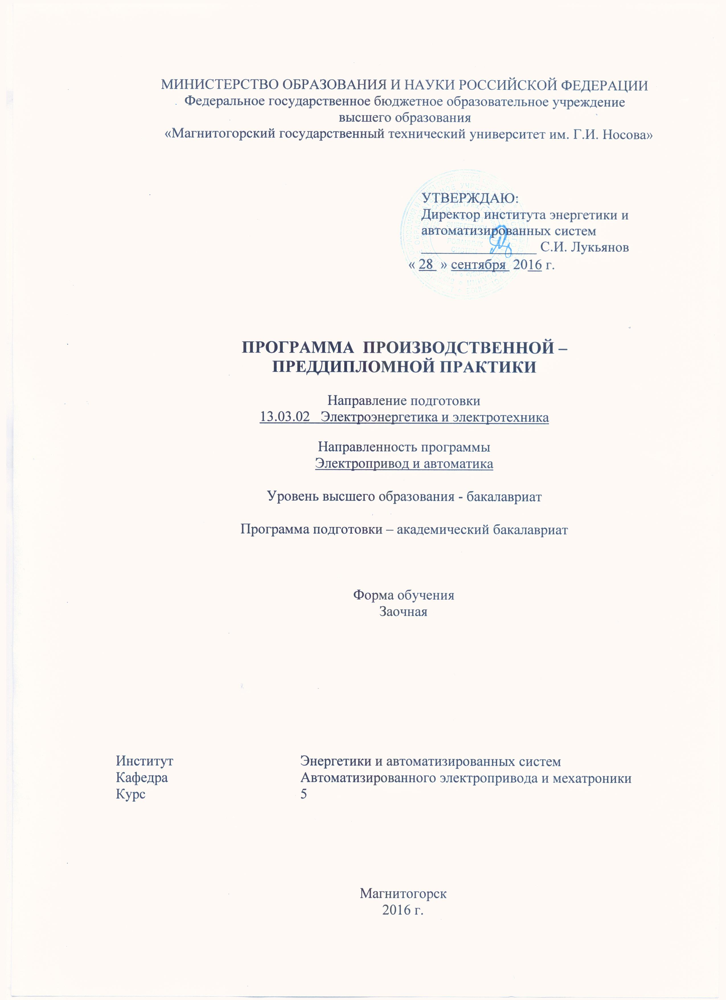 МИНИСТЕРСТВО ОБРАЗОВАНИЯ И НАУКИ РОССИЙСКОЙ ФЕДЕРАЦИИ
Федеральное государственное бюджетное образовательное учреждение
высшего образования
«Магнитогорский государственный технический университет им. Г.И. Носова»
УТВЕРЖДАЮ:
Директор института энергетики и
автоматизированных систем
С.И. Лукьянов
« 28 » сентября 2016 г.
ПРОГРАММА ПРОИЗВОДСТВЕННОЙ –
ПРЕДДИПЛОМНОЙ ПРАКТИКИ
Направление подготовки
13.03.02 Электроэнергетика и электротехника
Направленность программы
Электропривод и автоматика
Уровень высшего образования - бакалавриат
Программа подготовки – академический бакалавриат
Форма обучения
Заочная
Институт Энергетики и автоматизированных систем
Кафедра Автоматизированного электропривода и мехатроники
Курс 5
Магнитогорск
2016 г.